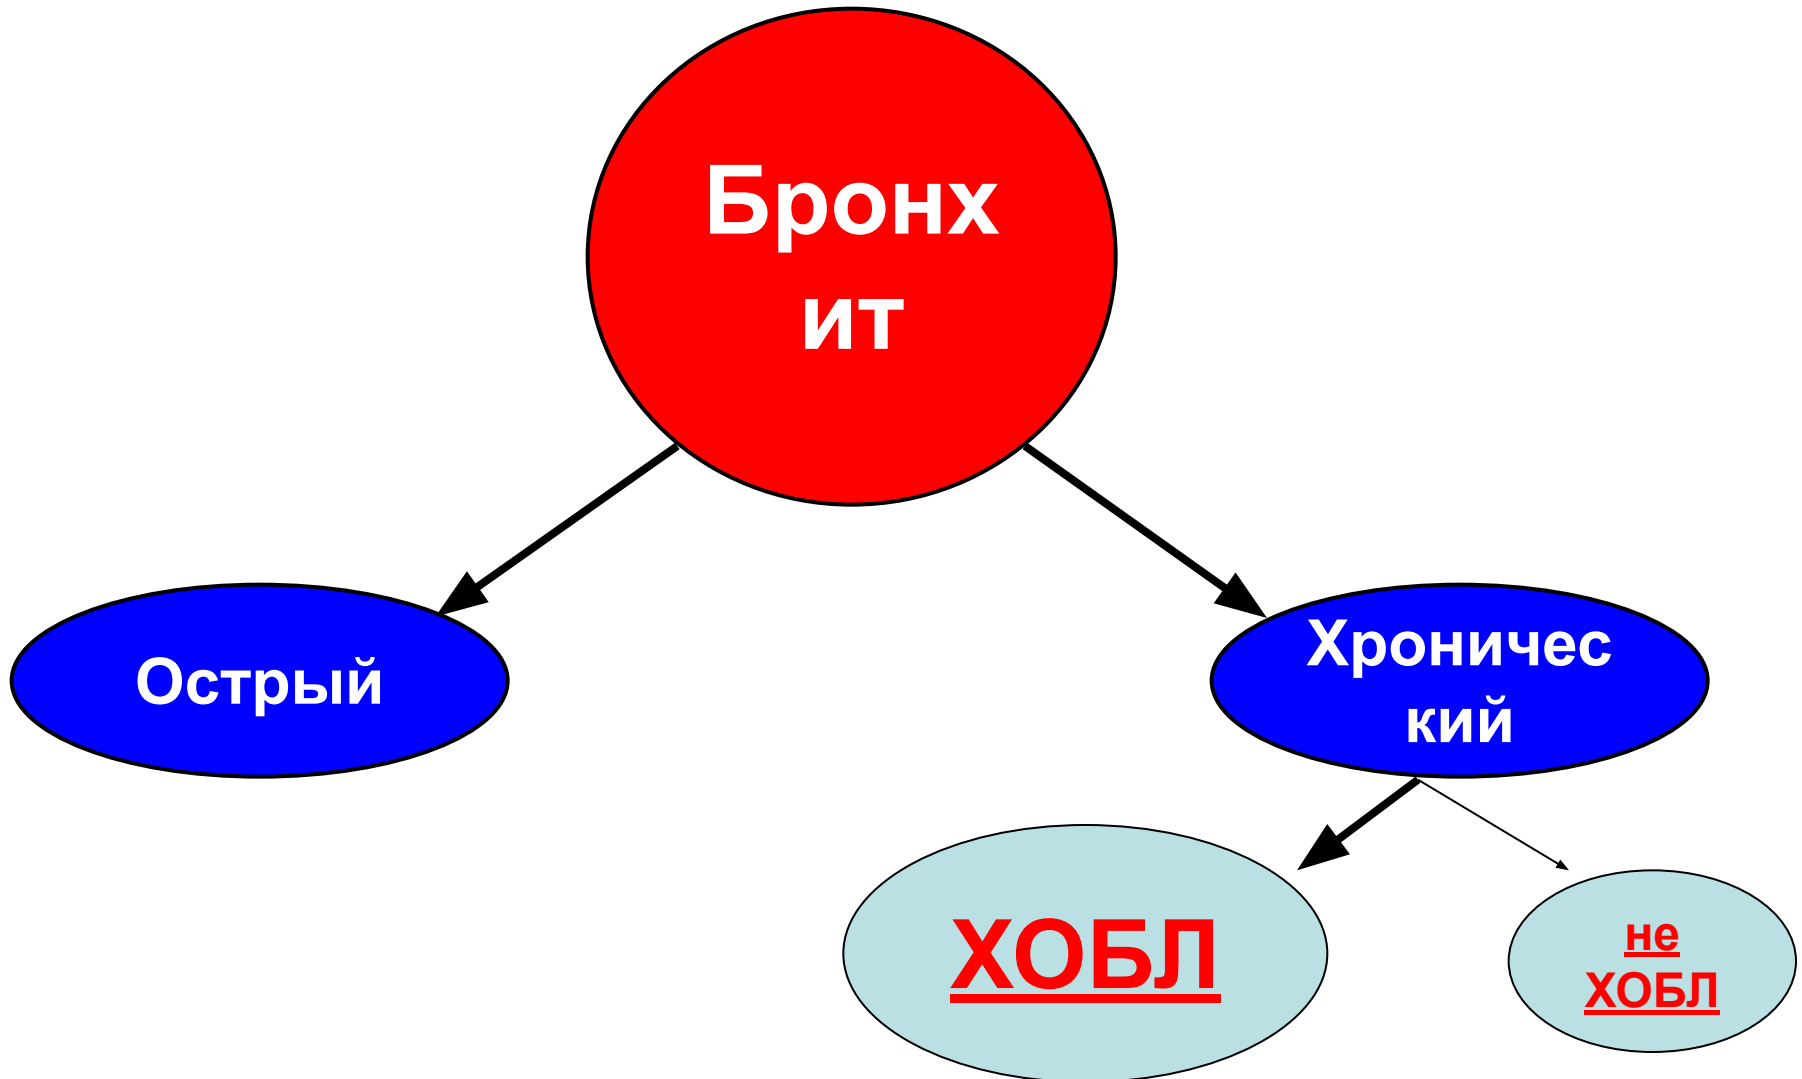 Бронх
ит
Острый
Хроничес
кий
ХОБЛ
не
ХОБЛ